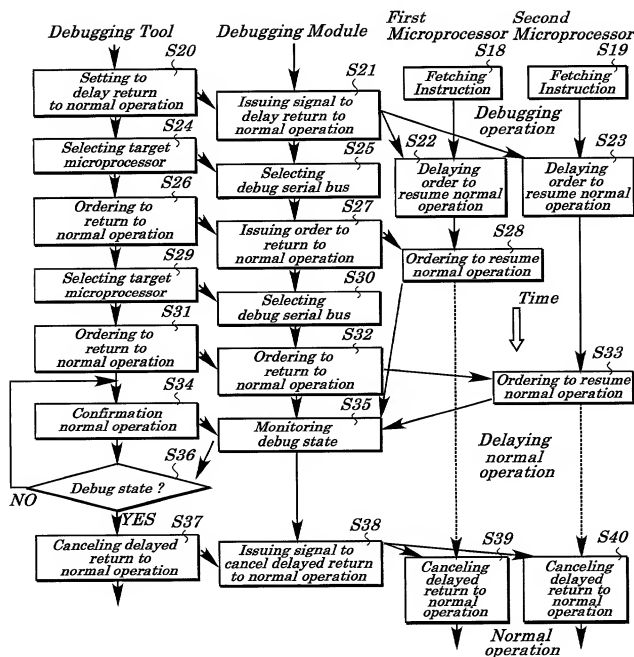 Debugging Tool
Debugging Module
First
Microprocessor
Second
Microprocessor
S20
Setting to
delay return
to normal operation
S21
Issuing signal to
delay return to
normal operation
S18
Fetching
Instruction
S19
Fetching
Instruction
Debugging
operation
S24
Selecting target
microprocessor
S25
Selecting
debug serial bus
S22
Delaying
order to
resume normal
operation
S23
Delaying
order to
resume normal
operation
S26
Ordering to
return to
normal operation
S27
Issuing order to
return to
normal operation
S28
Ordering to resume
normal operation
S29
Selecting target
microprocessor
S30
Selecting
debug serial bus
Time
S31
Ordering to
return to
normal operation
S32
Ordering to
return to
normal operation
S33
Ordering to resume
normal operation
S34
Confirmation
normal operation
S35
Monitoring
debug state
Delaying
normal
operation
S36
Debug state ?
NO
YES
S37
Canceling delayed
return to
normal operation
S38
Issuing signal to
cancel delayed return
to normal operation
S39
Canceling
delayed
return to
normal
operation
S40
Canceling
delayed
return to
normal
operation
Normal
operation